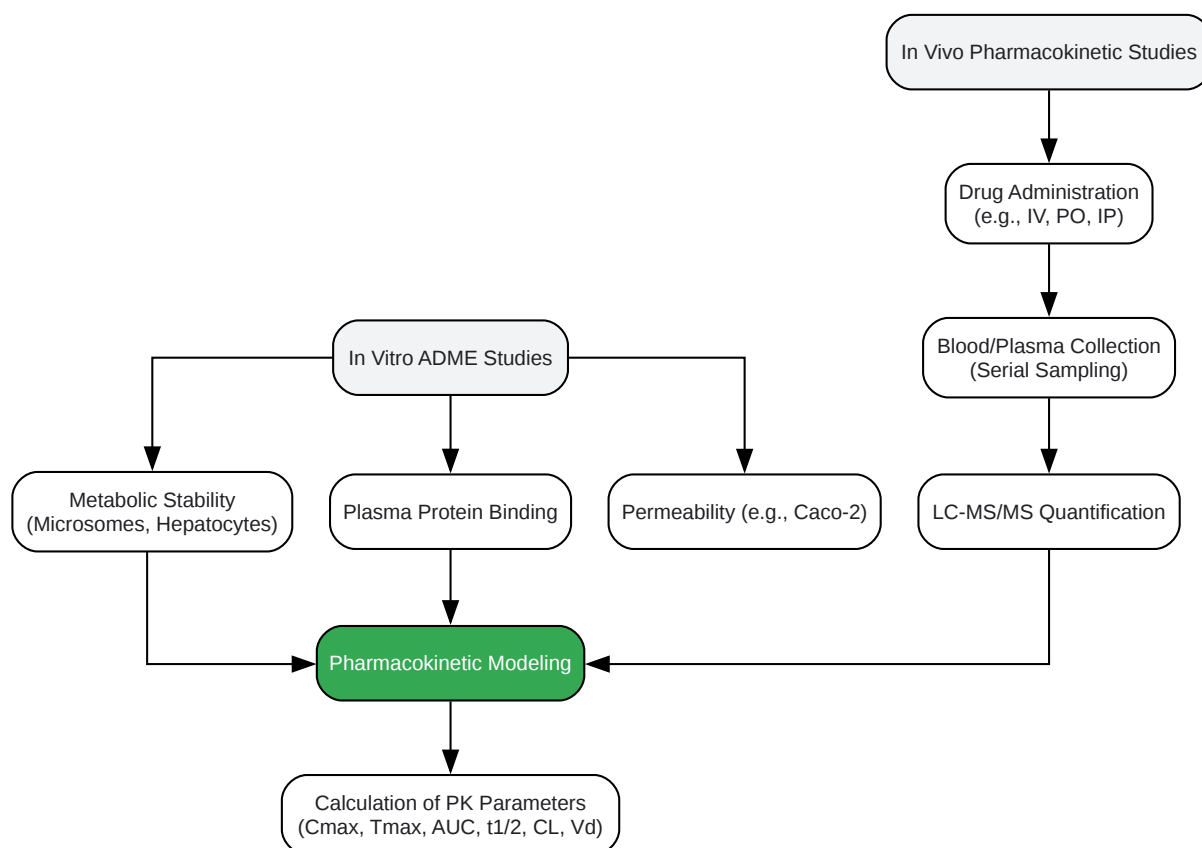 In Vivo Pharmacokinetic Studies
Drug Administration
(e.g., IV, PO, IP)
In Vitro ADME Studies
Blood/Plasma Collection
(Serial Sampling)
Metabolic Stability
(Microsomes, Hepatocytes)
Plasma Protein Binding
Permeability (e.g., Caco-2)
LC-MS/MS Quantification
Pharmacokinetic Modeling
Calculation of PK Parameters
(Cmax, Tmax, AUC, t1/2, CL, Vd)